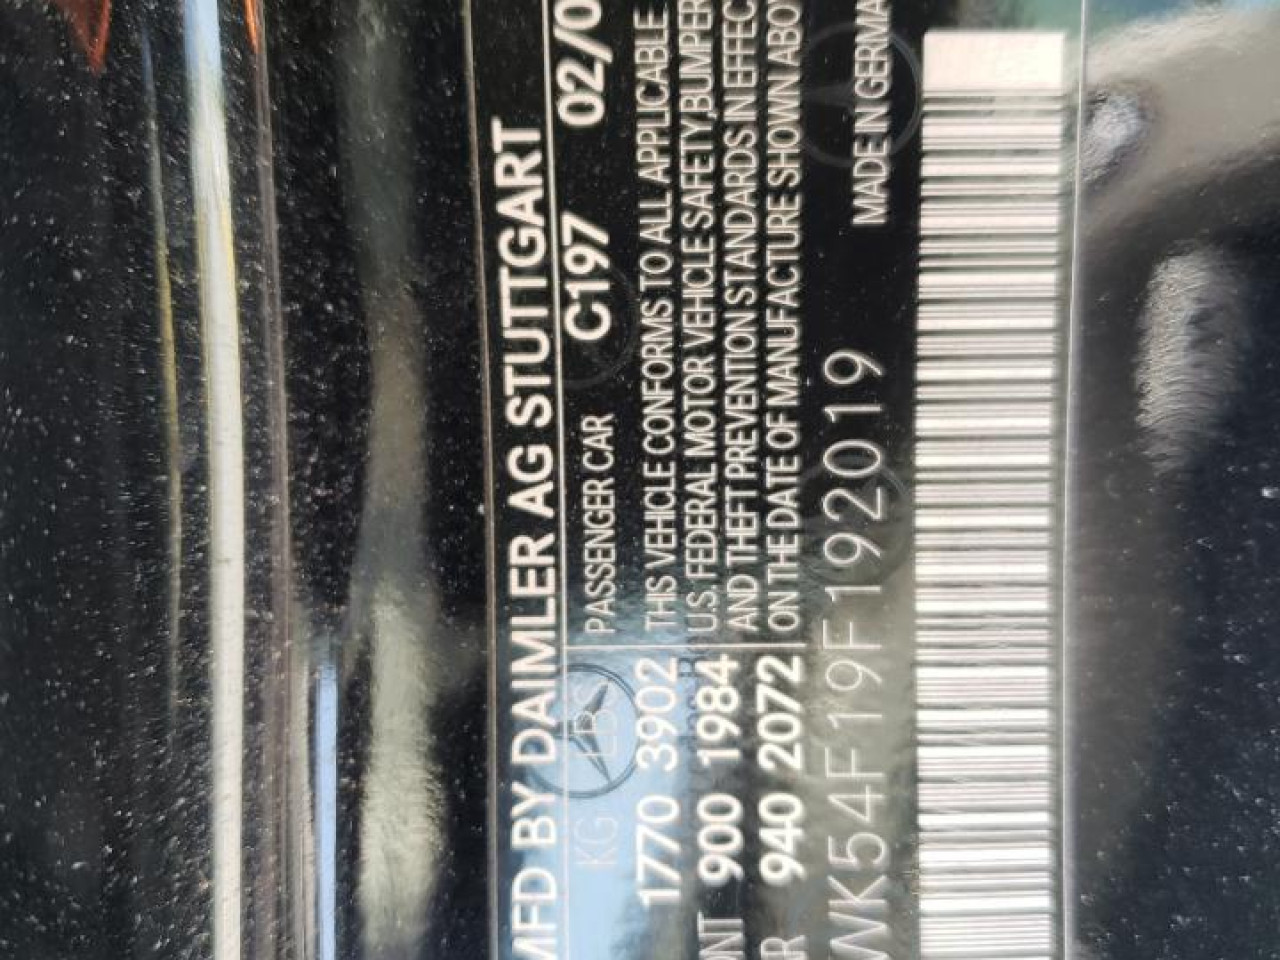 MFD BY DAIMLER AG STUTTGART
KG LBS PASSENGER CAR C197 02/0
1770 3902 THIS VEHICLE CONFORMS TO ALL APPLICABLE
U.S. FEDERAL MOTOR VEHICLE SAFETY,BUMPER
NT 900 1984 AND THEFT PREVENTION STANDARDS IN EFFEC
AR 940 2072 ON THE DATE OF MANUFACTURE SHOWN ABO
WK54F19F192019 MADE IN GERMA